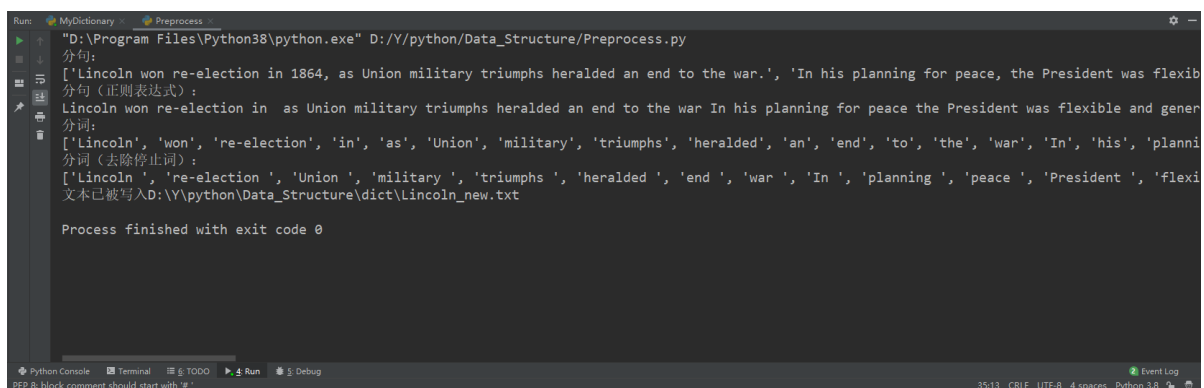 Run: MyDictionary × Preprocess ×
"D:\Program Files\Python38\python.exe" D:/Y/python/Data_Structure/Preprocess.py
分句:
['Lincoln won re-election in 1864, as Union military triumphs heralded an end to the war.', 'In his planning for peace, the President was flexib
分句（正则表达式）:
Lincoln won re-election in  as Union military triumphs heralded an end to the war In his planning for peace the President was flexible and gener
分词:
['Lincoln', 'won', 're-election', 'in', 'as', 'Union', 'military', 'triumphs', 'heralded', 'an', 'end', 'to', 'the', 'war', 'In', 'his', 'planni
分词（去除停止词）:
['Lincoln ', 're-election ', 'Union ', 'military ', 'triumphs ', 'heralded ', 'end ', 'war ', 'In ', 'planning ', 'peace ', 'President ', 'flexi
文本已被写入D:\Y\python\Data_Structure\dict\Lincoln_new.txt
Process finished with exit code 0
Python Console Terminal 6: TODO 4: Run 5: Debug 2 Event Log
PEP 8: block comment should start with '# ' 35:13 CRLF UTF-8 4 spaces Python 3.8